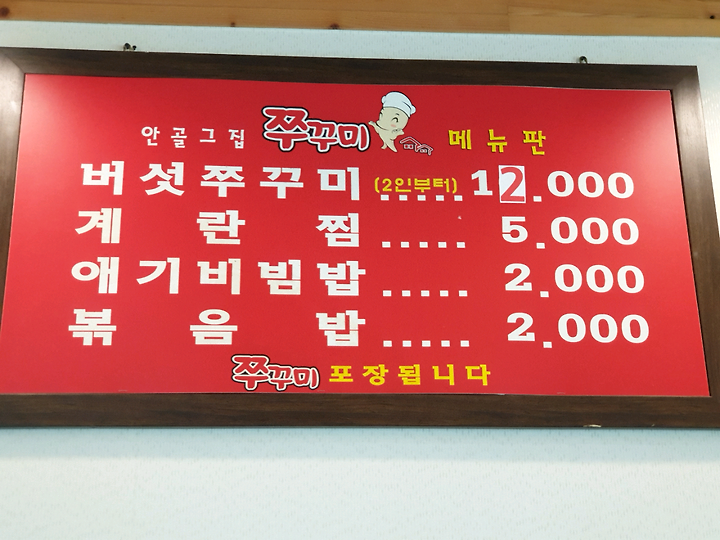 안골그집 쭈꾸미 메뉴판
버섯쭈꾸미 (2인부터) ..... 12.000
계란찜 ..... 5.000
애기비빔밥 ..... 2.000
볶음밥 ..... 2.000
쭈꾸미 포장됩니다